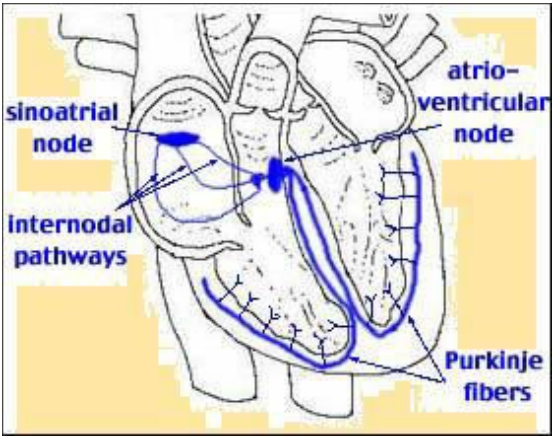 sinoatrial
node
internodal
pathways
atrio-
ventricular
node
Purkinje
fibers